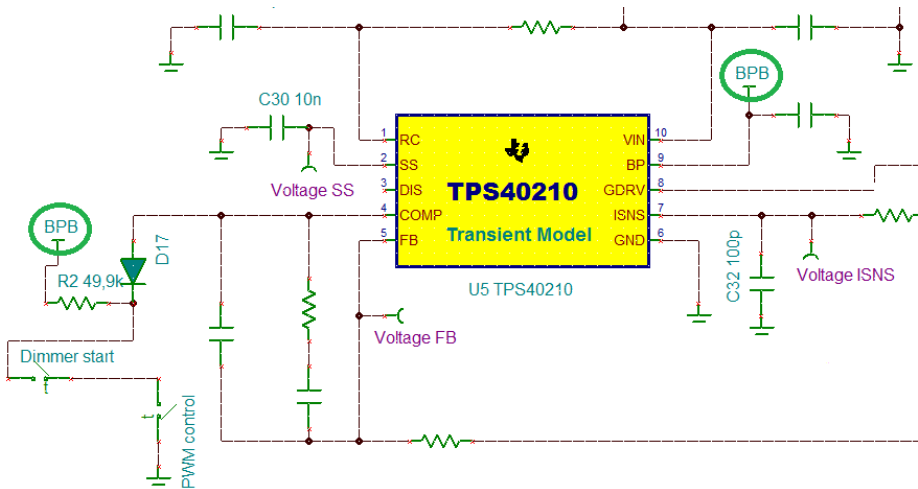 BPB
C30 10n
1
RC
VIN
10
2
SS
BP
9
Voltage SS
3
DIS
TPS40210
GDRV
8
4
COMP
ISNS
7
BPB
D17
5
FB
Transient Model
GND
6
R2 49,9k
U5 TPS40210
C32 100p
Voltage ISNS
Voltage FB
Dimmer start
t
t
PWM control